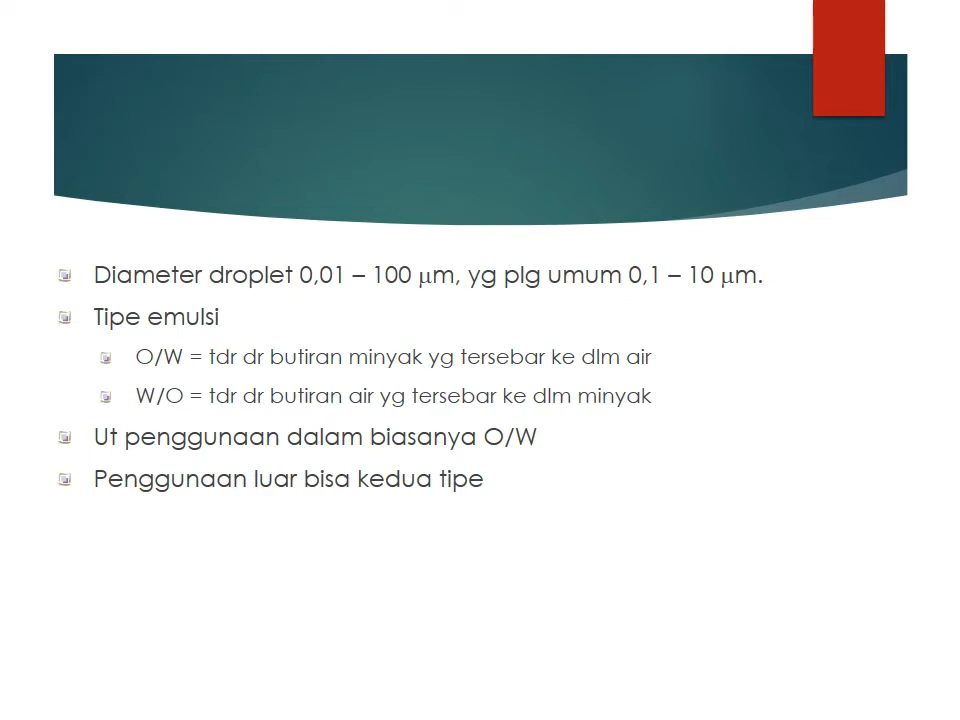 Diameter droplet 0,01 – 100 μm, yg plg umum 0,1 – 10 μm.
Tipe emulsi
O/W = tdr dr butiran minyak yg tersebar ke dlm air
W/O = tdr dr butiran air yg tersebar ke dlm minyak
Ut penggunaan dalam biasanya O/W
Penggunaan luar bisa kedua tipe